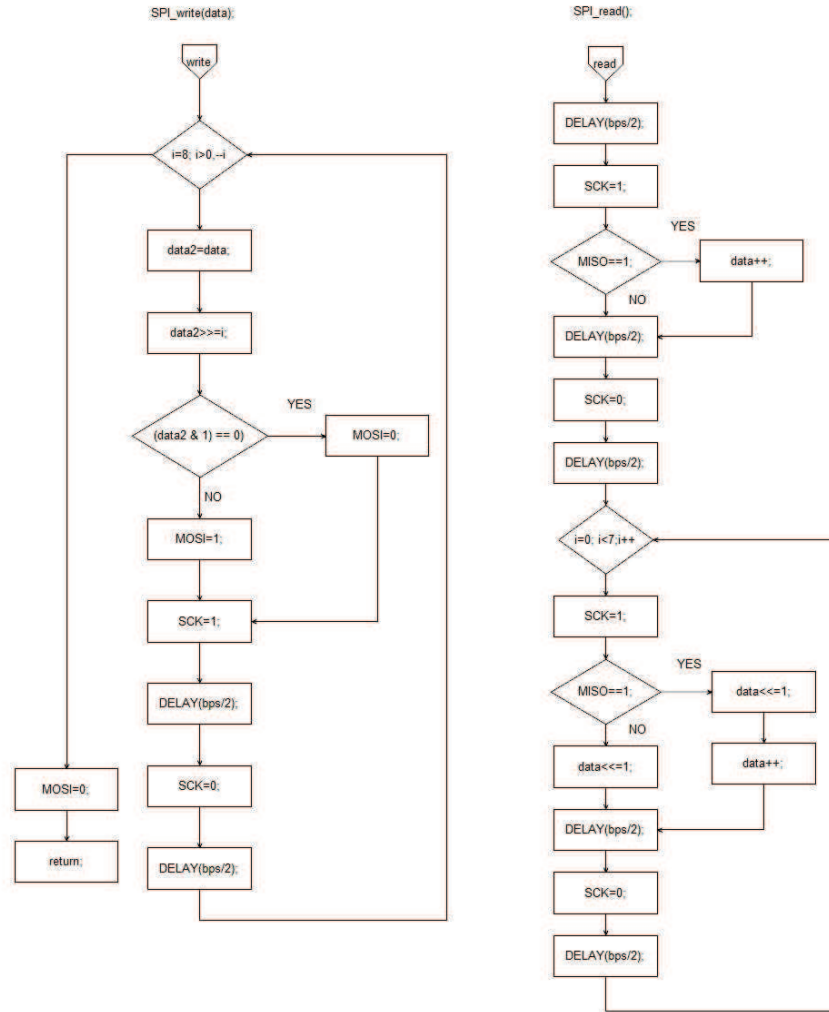 SPI_write(data);
write
i=8; i>0,--i
data2=data;
data2>>=i;
(data2 & 1) == 0)
YES
MOSI=0;
NO
MOSI=1;
SCK=1;
DELAY(bps/2);
SCK=0;
DELAY(bps/2);
MOSI=0;
return;
SPI_read();
read
DELAY(bps/2);
SCK=1;
MISO==1;
YES
data++;
NO
DELAY(bps/2);
SCK=0;
DELAY(bps/2);
i=0; i<7;i++
SCK=1;
MISO==1;
YES
data<<=1;
NO
data<<=1;
data++;
DELAY(bps/2);
SCK=0;
DELAY(bps/2);